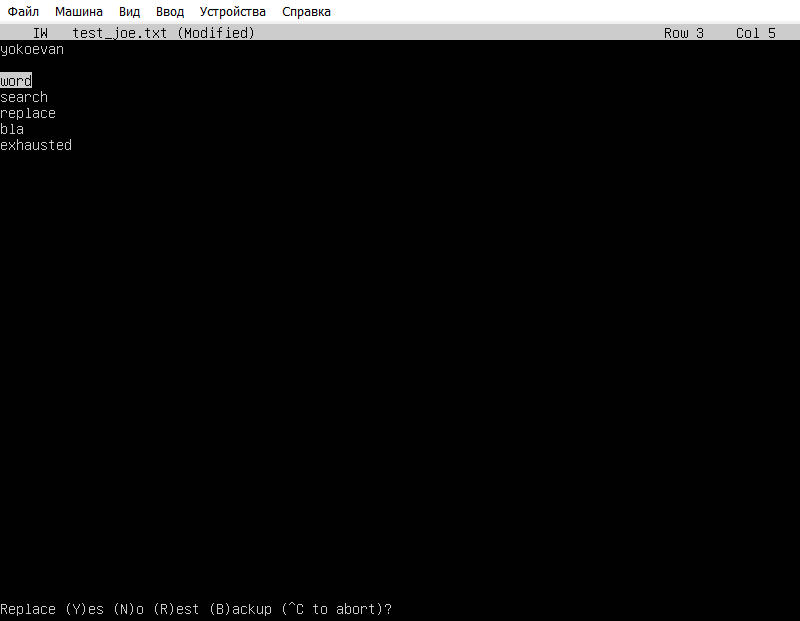 Файл Машина Вид Ввод Устройства Справка
IW test_joe.txt (Modified) Row 3 Col 5
yokoevan
word
search
replace
bla
exhausted
Replace (Y)es (N)o (R)est (B)ackup (^C to abort)?